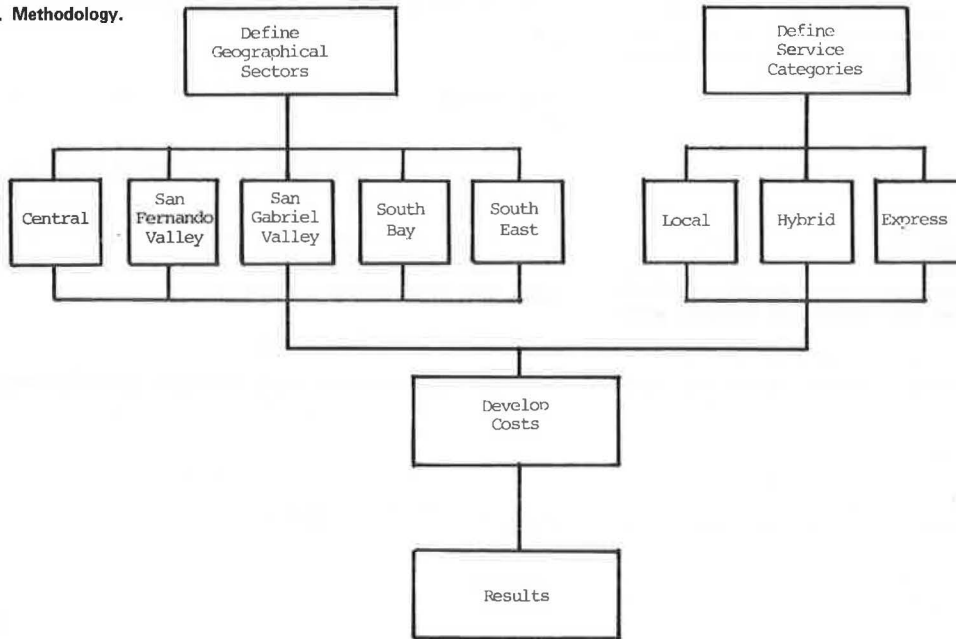 . Methodology.
Define
Geographical
Sectors
Define
Service
Categories
Central
San
Fernando
Valley
San
Gabriel
Valley
South
Bay
South
East
Local
Hybrid
Express
Develop
Costs
Results